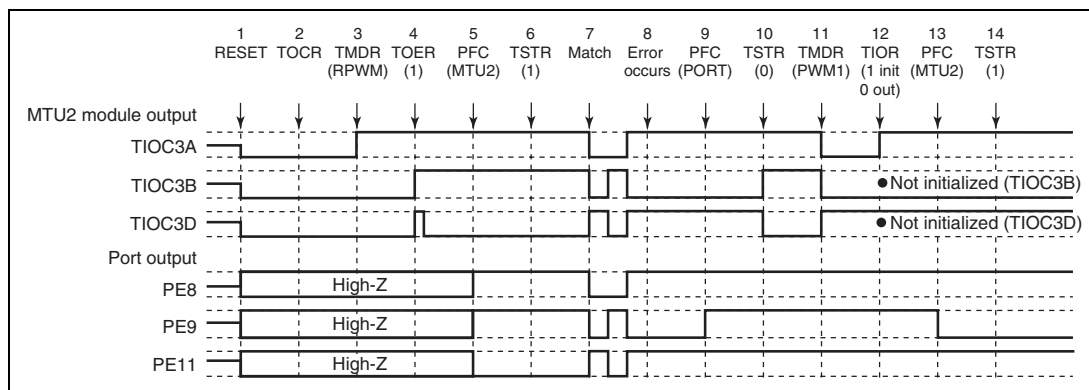 1 2 3 4 5 6 7 8 9 10 11 12 13 14
RESET TOCR TMDR TOER PFC TSTR Match Error PFC TSTR TMDR TIOR PFC TSTR
(RPWM) (1) (MTU2) (1) occurs (PORT) (0) (PWM1) (1 init (MTU2) (1)
0 out)
MTU2 module output
TIOC3A
TIOC3B
● Not initialized (TIOC3B)
TIOC3D
● Not initialized (TIOC3D)
Port output
PE8 High-Z
PE9 High-Z
PE11 High-Z